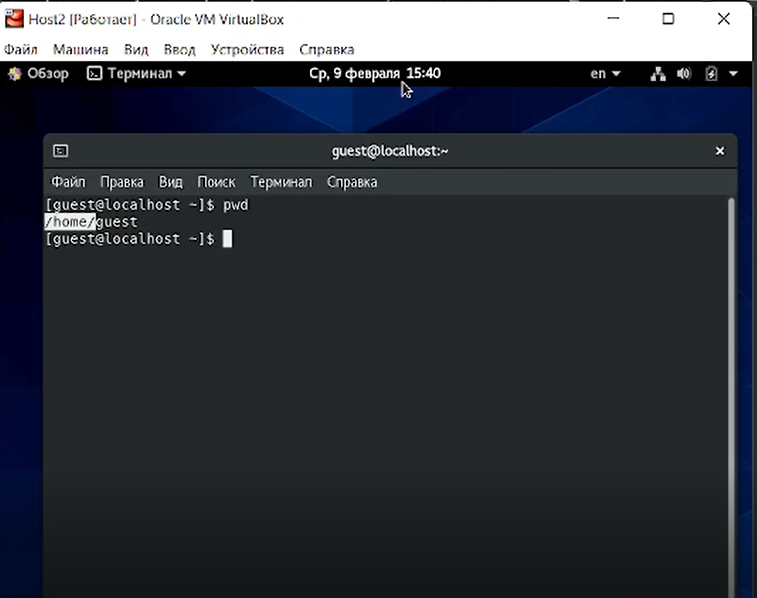 Host2 [Работает] - Oracle VM VirtualBox
Файл Машина Вид Ввод Устройства Справка
Обзор Терминал Ср, 9 февраля 15:40 en
guest@localhost:~
Файл Правка Вид Поиск Терминал Справка
[guest@localhost ~]$ pwd
/home/guest
[guest@localhost ~]$